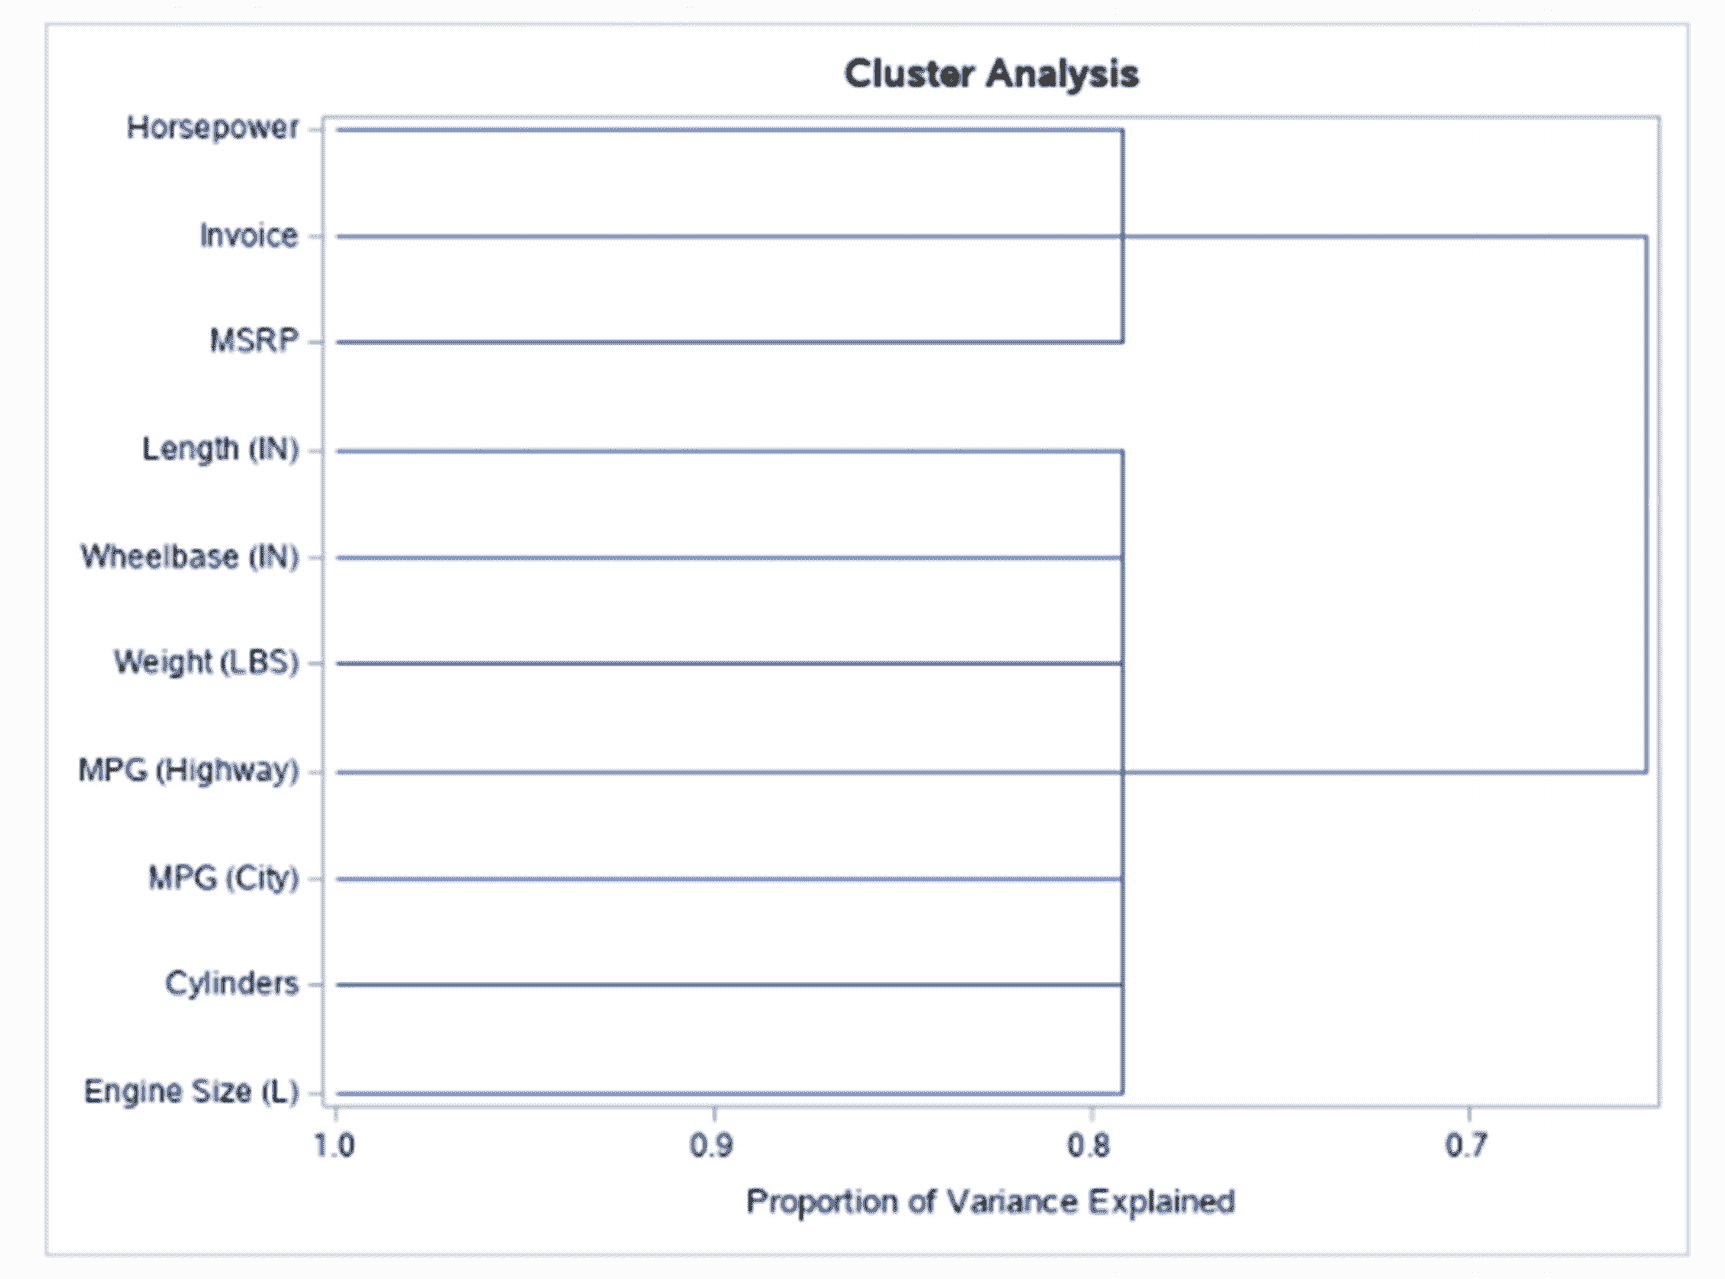 Cluster Analysis
Horsepower
Invoice
MSRP
Length (IN)
Wheelbase (IN)
Weight (LBS)
MPG (Highway)
MPG (City)
Cylinders
Engine Size (L)
1.0 0.9 0.8 0.7
Proportion of Variance Explained